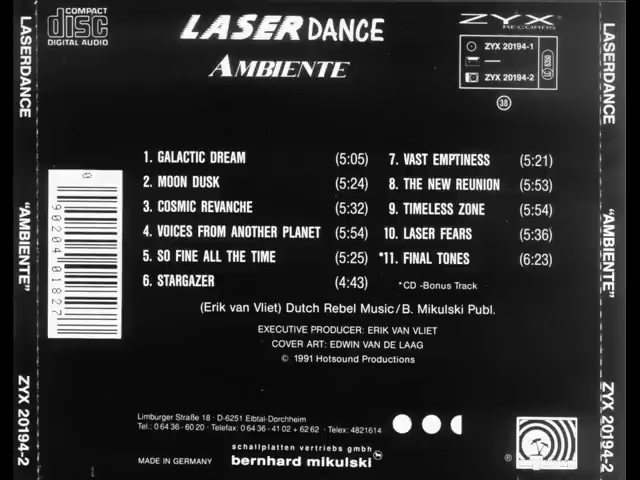 COMPACT
disc
DIGITAL AUDIO
LASERDANCE
AMBIENTE
ZYX
RECORDS
ZYX 20194-1
—
ZYX 20194-2
38
LASERDANCE
"AMBIENTE"
ZYX 20194-2
1. GALACTIC DREAM (5:05)
2. MOON DUSK (5:24)
3. COSMIC REVANCHE (5:32)
4. VOICES FROM ANOTHER PLANET (5:54)
5. SO FINE ALL THE TIME (5:25)
6. STARGAZER (4:43)
7. VAST EMPTINESS (5:21)
8. THE NEW REUNION (5:53)
9. TIMELESS ZONE (5:54)
10. LASER FEARS (5:36)
*11. FINAL TONES (6:23)
*CD -Bonus Track
0 90204 01827
(Erik van Vliet) Dutch Rebel Music/B. Mikulski Publ.
EXECUTIVE PRODUCER: ERIK VAN VLIET
COVER ART: EDWIN VAN DE LAAG
© 1991 Hotsound Productions
Limburger Straße 18 · D-6251 Elbtal-Dorchheim
Tel.: 0 64 36 - 60 20 · Telefax: 0 64 36 - 41 02 + 62 62 · Telex: 4821614
schallplatten vertriebs gmbh
MADE IN GERMANY
bernhard mikulski
®
LASERDANCE
"AMBIENTE"
ZYX 20194-2